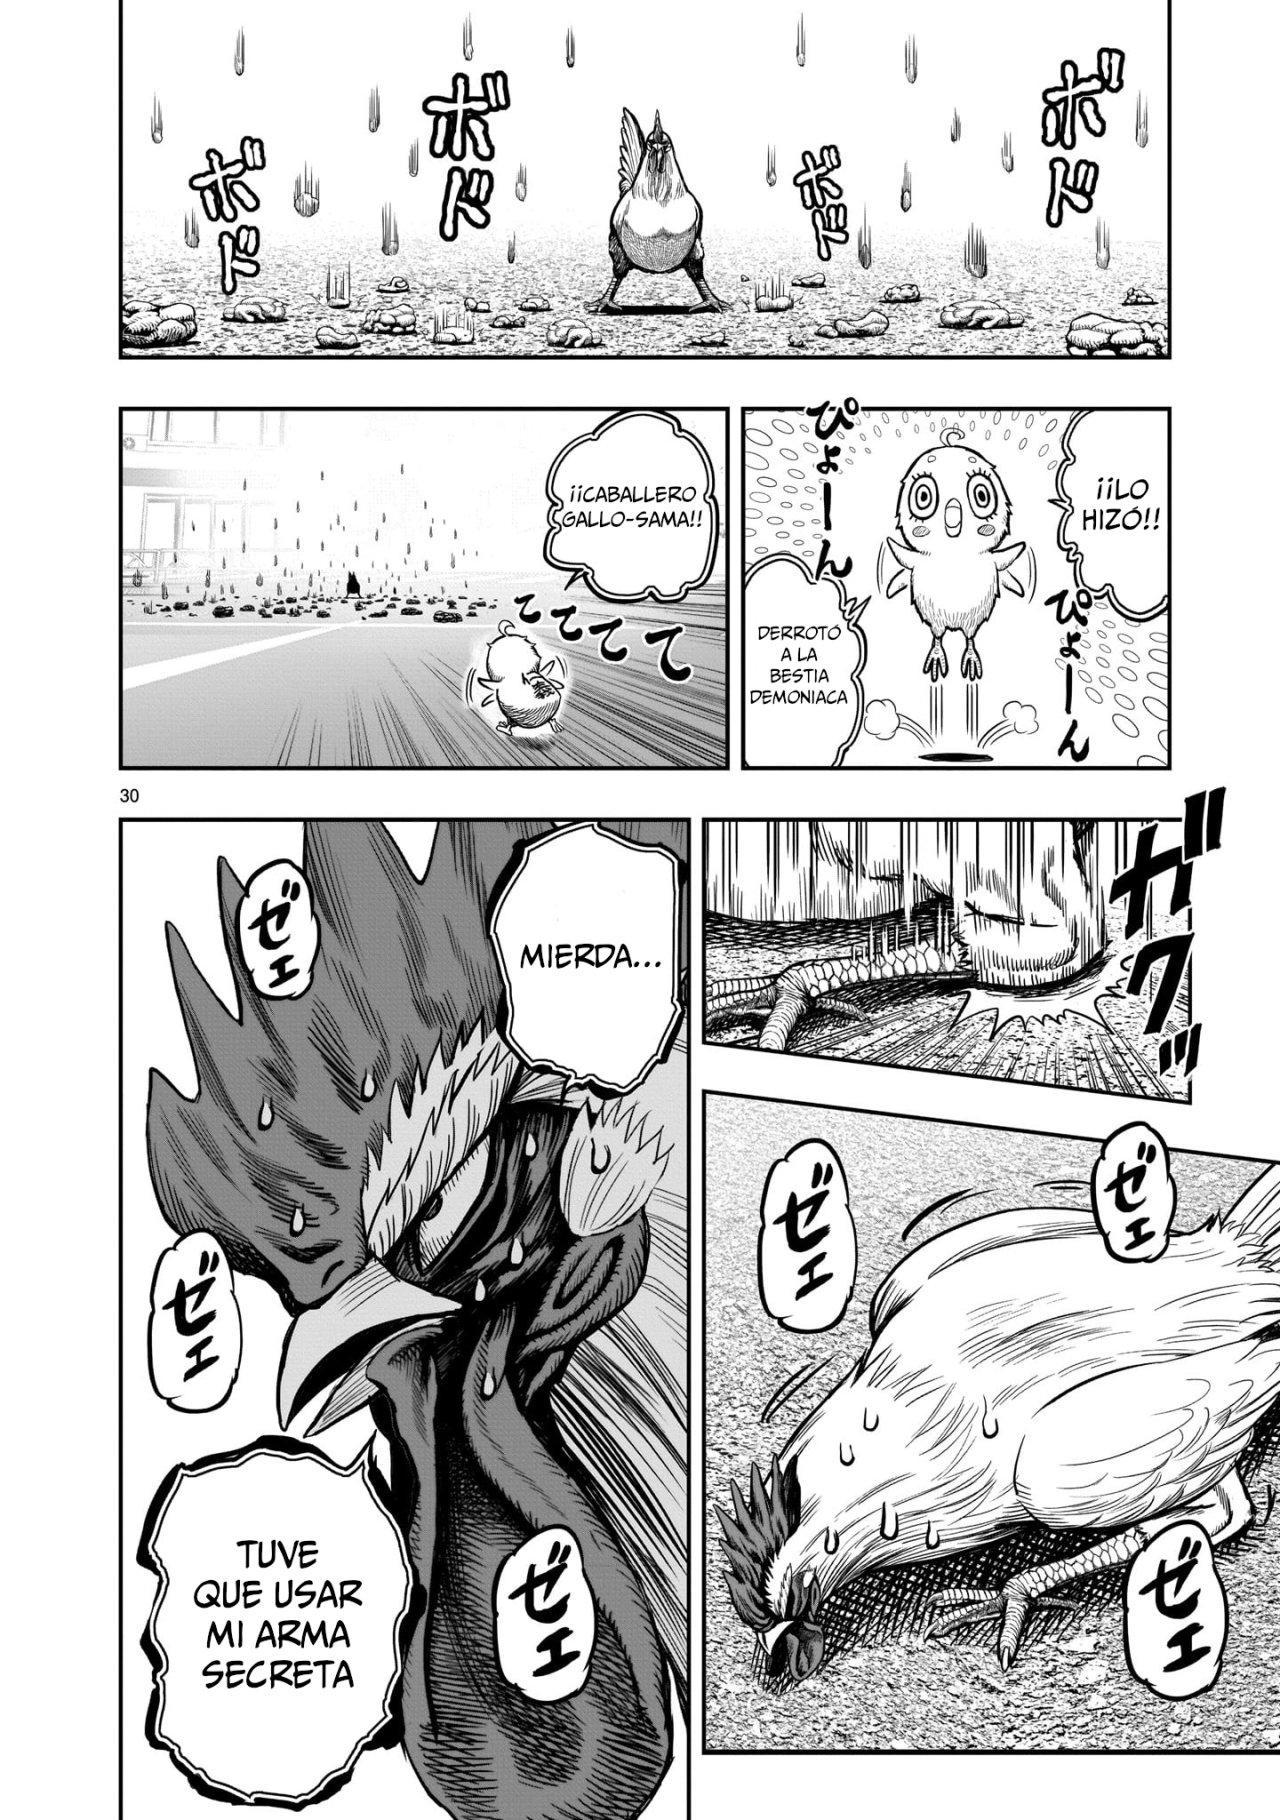 ボド
ボド
ボド
ボド
¡¡LO
HIZÓ!!
ぴょーん
ぴょーん
DERROTÓ
A LA
BESTIA
DEMONIACA
¡¡CABALLERO
GALLO-SAMA!!
てててて
30
ガクッ
ゼェ
ゼェ
ゼェ
MIERDA...
ゼェ
ゼェ
ゼェ
TUVE
QUE USAR
MI ARMA
SECRETA